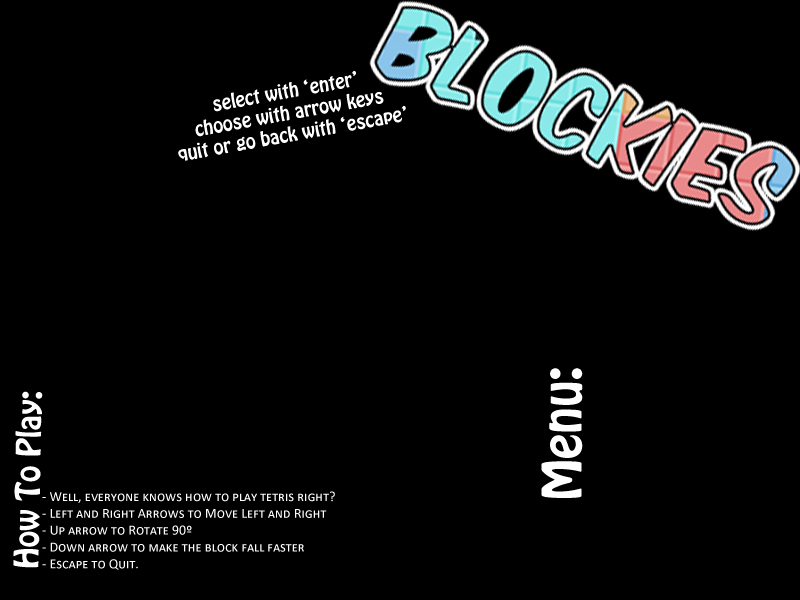 BLOCKIES
select with ‘enter’
choose with arrow keys
quit or go back with ‘escape’
Menu:
How To Play:
- Well, everyone knows how to play tetris right?
- Left and Right Arrows to Move Left and Right
- Up arrow to Rotate 90º
- Down arrow to make the block fall faster
- Escape to Quit.